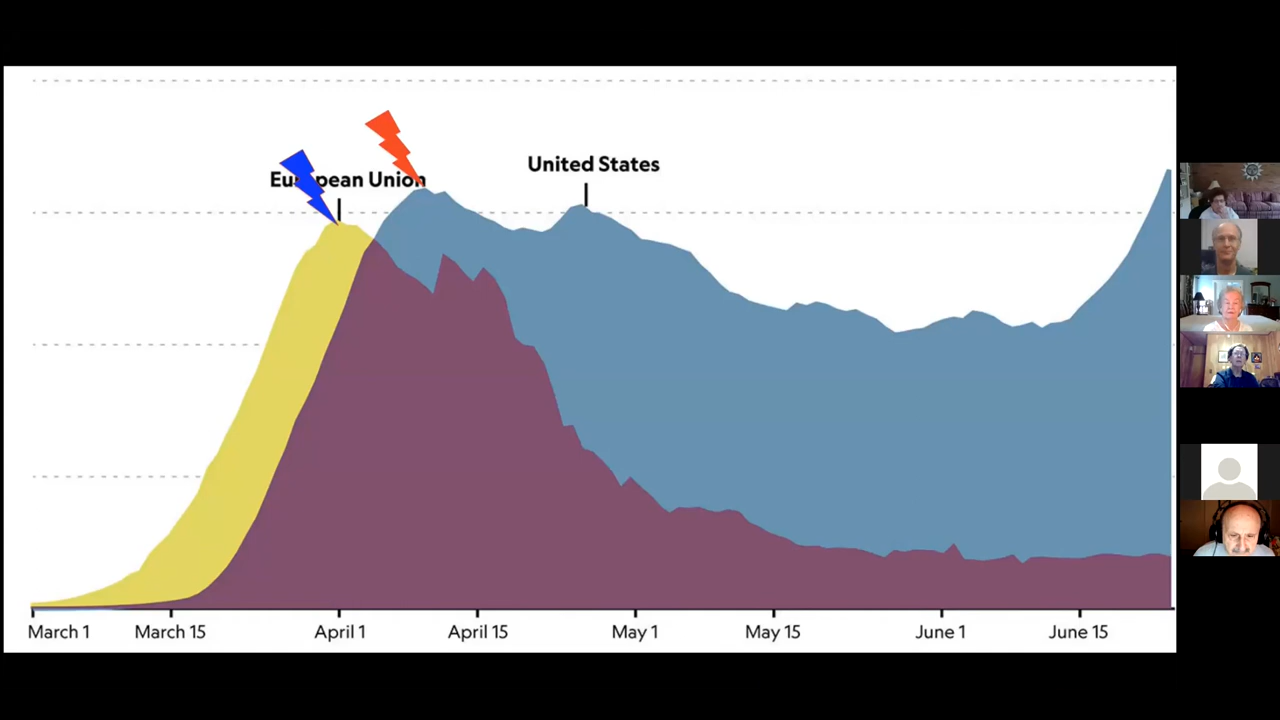 United States
European Union
March 1
March 15
April 1
April 15
May 1
May 15
June 1
June 15